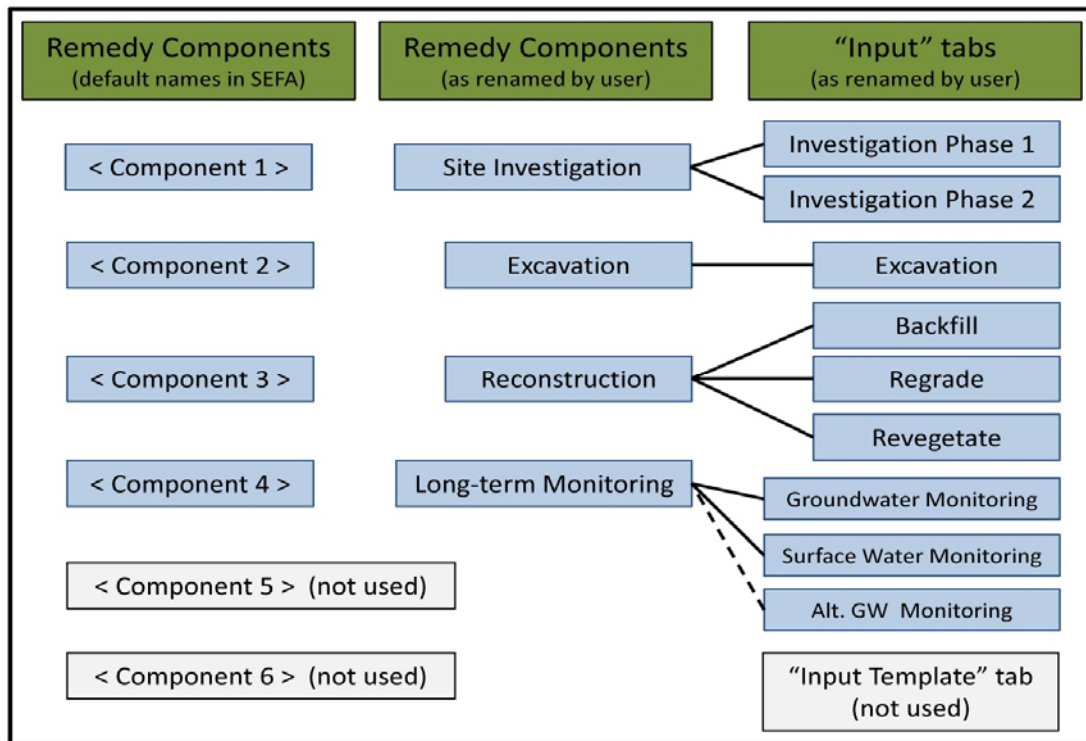 Remedy Components
(default names in SEFA)
Remedy Components
(as renamed by user)
“Input” tabs
(as renamed by user)
< Component 1 >
Site Investigation
Investigation Phase 1
Investigation Phase 2
< Component 2 >
Excavation
Excavation
< Component 3 >
Reconstruction
Backfill
Regrade
Revegetate
< Component 4 >
Long-term Monitoring
Groundwater Monitoring
Surface Water Monitoring
Alt. GW Monitoring
< Component 5 > (not used)
< Component 6 > (not used)
“Input Template” tab
(not used)